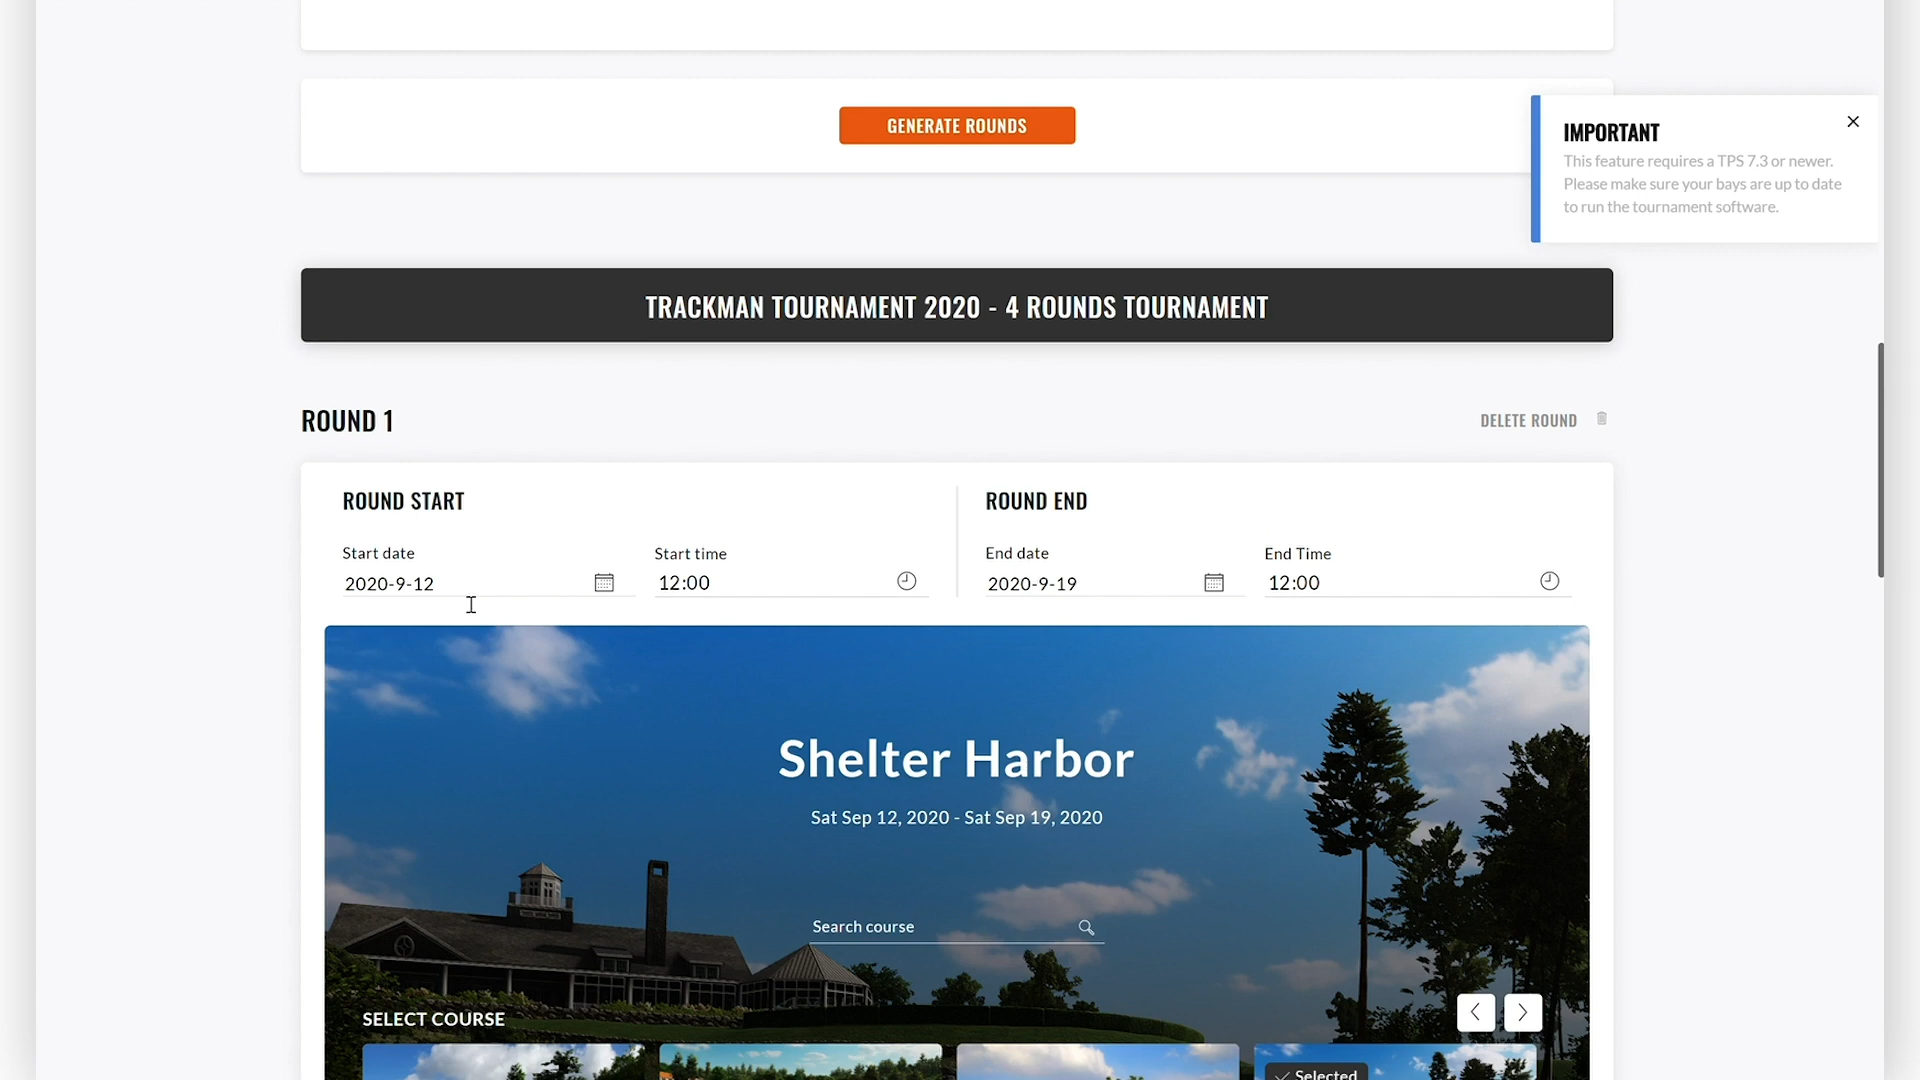 GENERATE ROUNDS
IMPORTANT
This feature requires a TPS 7.3 or newer.
Please make sure your bays are up to date
to run the tournament software.
TRACKMAN TOURNAMENT 2020 - 4 ROUNDS TOURNAMENT
ROUND 1
DELETE ROUND
ROUND START
ROUND END
Start date
Start time
End date
End Time
2020-9-12
12:00
2020-9-19
12:00
Shelter Harbor
Sat Sep 12, 2020 - Sat Sep 19, 2020
Search course
SELECT COURSE
Selected